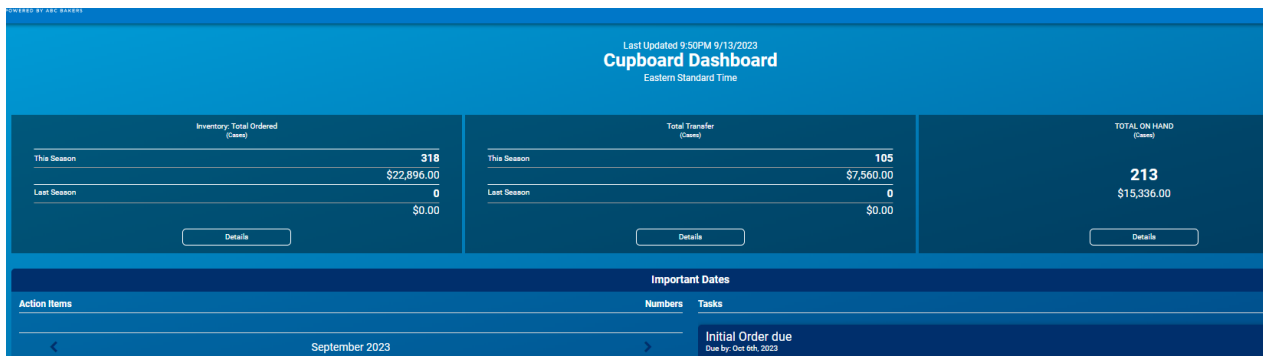 POWERED BY ABC BAKERS
Last Updated 9:50PM 9/13/2023
Cupboard Dashboard
Eastern Standard Time
Inventory: Total Ordered
(Cases)
This Season 318
$22,896.00
Last Season 0
$0.00
Details
Total Transfer
(Cases)
This Season 105
$7,560.00
Last Season 0
$0.00
Details
TOTAL ON HAND
(Cases)
213
$15,336.00
Details
Important Dates
Action Items Numbers
September 2023
Tasks
Initial Order due
Due by: Oct 6th, 2023